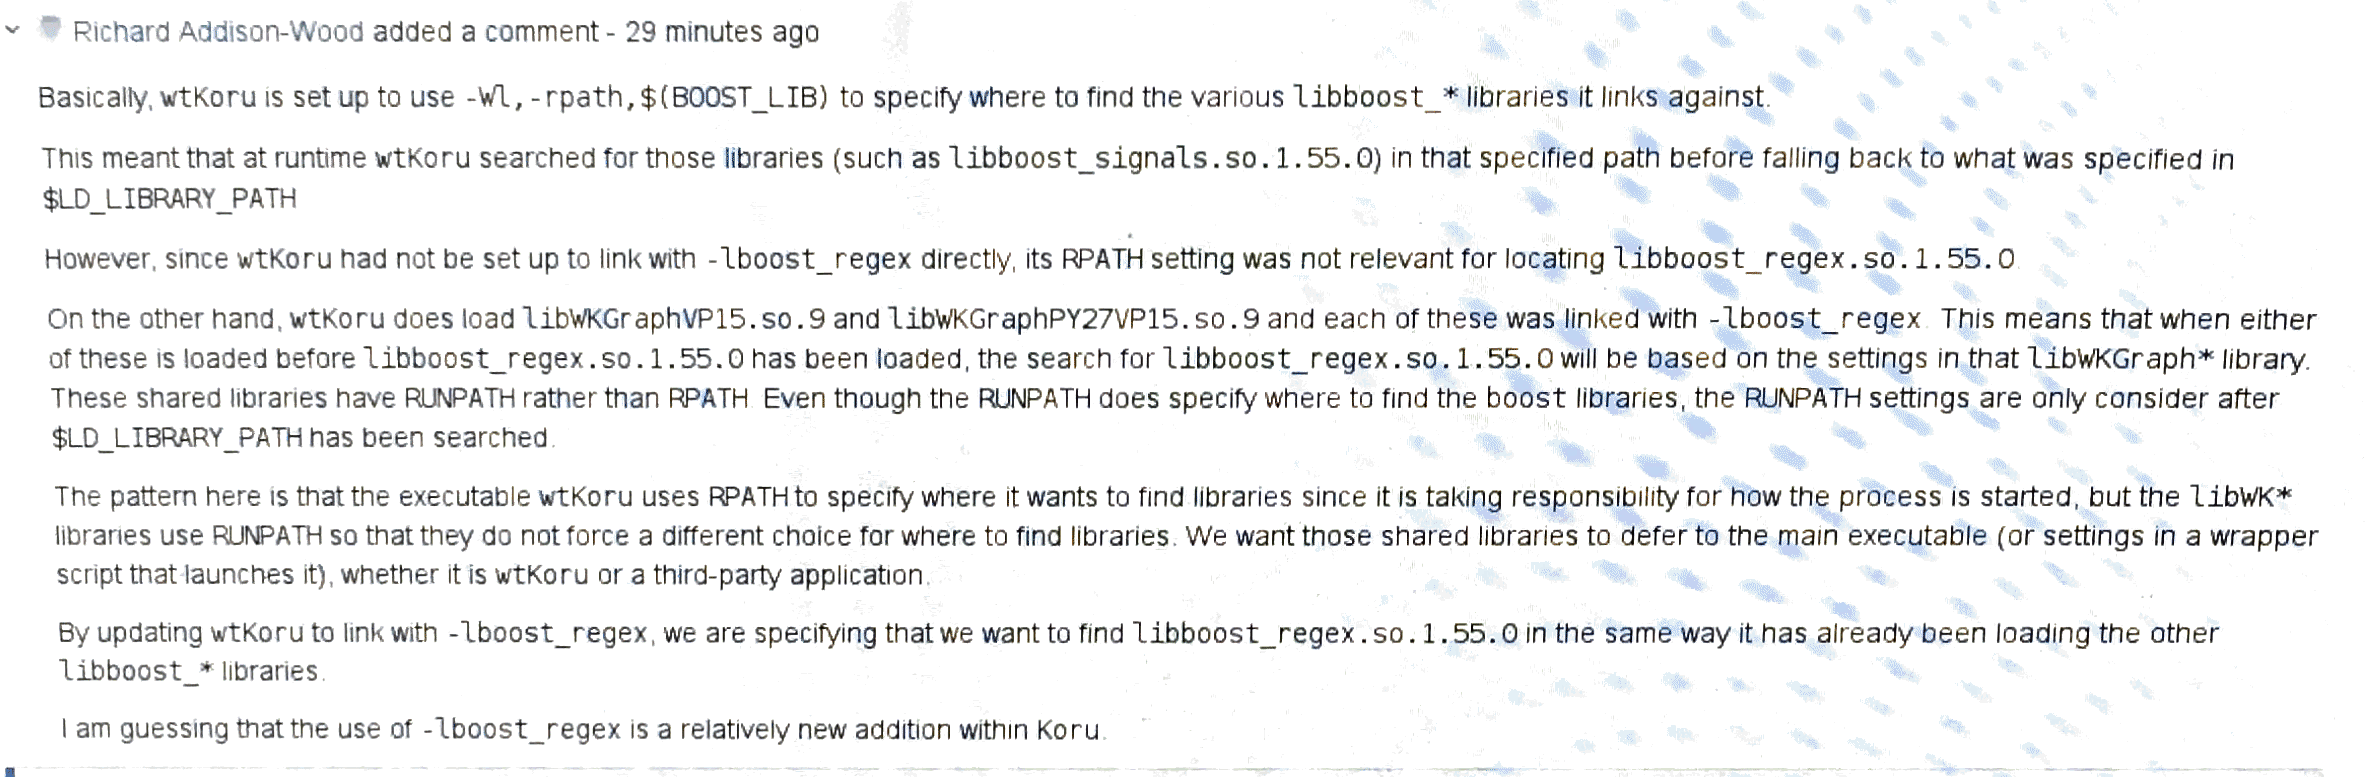 Richard Addison-Wood added a comment - 29 minutes ago
Basically, wtKoru is set up to use -Wl,-rpath,$(BOOST_LIB) to specify where to find the various libboost_* libraries it links against.
This meant that at runtime wtKoru searched for those libraries (such as libboost_signals.so.1.55.0) in that specified path before falling back to what was specified in
$LD_LIBRARY_PATH
However, since wtKoru had not be set up to link with -lboost_regex directly, its RPATH setting was not relevant for locating libboost_regex.so.1.55.0
On the other hand, wtKoru does load libWKGraphVP15.so.9 and libWKGraphPY27VP15.so.9 and each of these was linked with -lboost_regex. This means that when either
of these is loaded before libboost_regex.so.1.55.0 has been loaded, the search for libboost_regex.so.1.55.0 will be based on the settings in that libWKGraph* library.
These shared libraries have RUNPATH rather than RPATH. Even though the RUNPATH does specify where to find the boost libraries, the RUNPATH settings are only consider after
$LD_LIBRARY_PATH has been searched.
The pattern here is that the executable wtKoru uses RPATH to specify where it wants to find libraries since it is taking responsibility for how the process is started, but the libWK*
libraries use RUNPATH so that they do not force a different choice for where to find libraries. We want those shared libraries to defer to the main executable (or settings in a wrapper
script that launches it), whether it is wtKoru or a third-party application.
By updating wtKoru to link with -lboost_regex, we are specifying that we want to find libboost_regex.so.1.55.0 in the same way it has already been loading the other
libboost_* libraries.
I am guessing that the use of -lboost_regex is a relatively new addition within Koru.